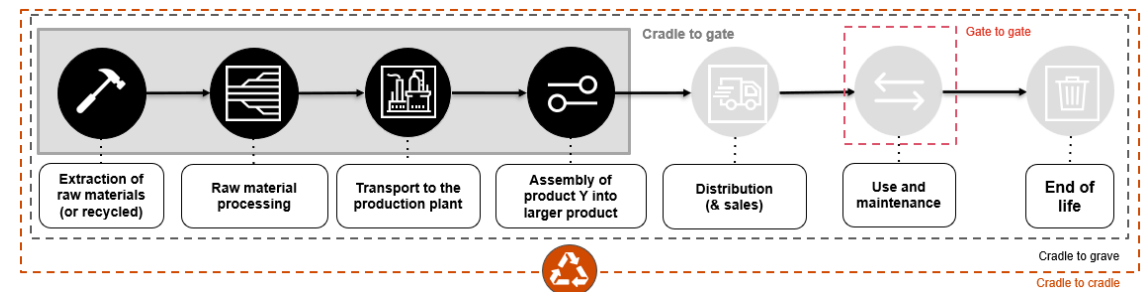 Cradle to gate
Gate to gate
Extraction of
raw materials
(or recycled)
Raw material
processing
Transport to the
production plant
Assembly of
product Y into
larger product
Distribution
(& sales)
Use and
maintenance
End of
life
Cradle to grave
Cradle to cradle